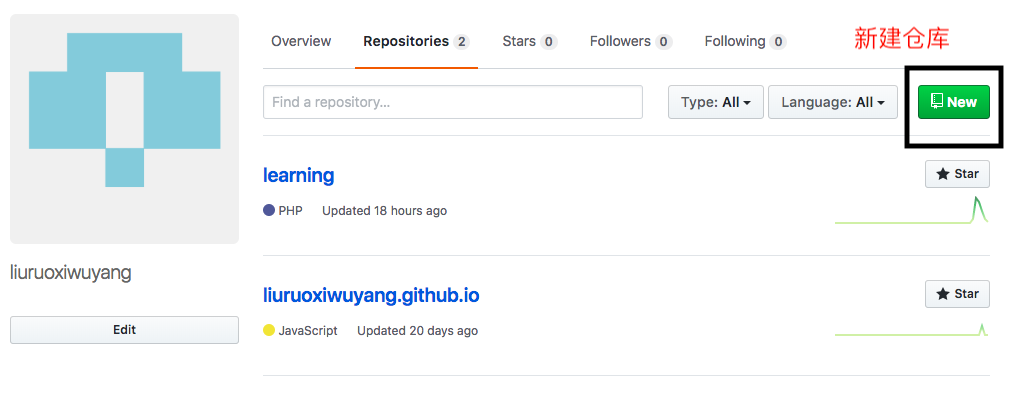 Overview Repositories 2 Stars 0 Followers 0 Following 0
新建仓库
Find a repository... Type: All Language: All New
learning Star
PHP Updated 18 hours ago
liuruoxiwuyang
liuruoxiwuyang.github.io Star
Edit
JavaScript Updated 20 days ago